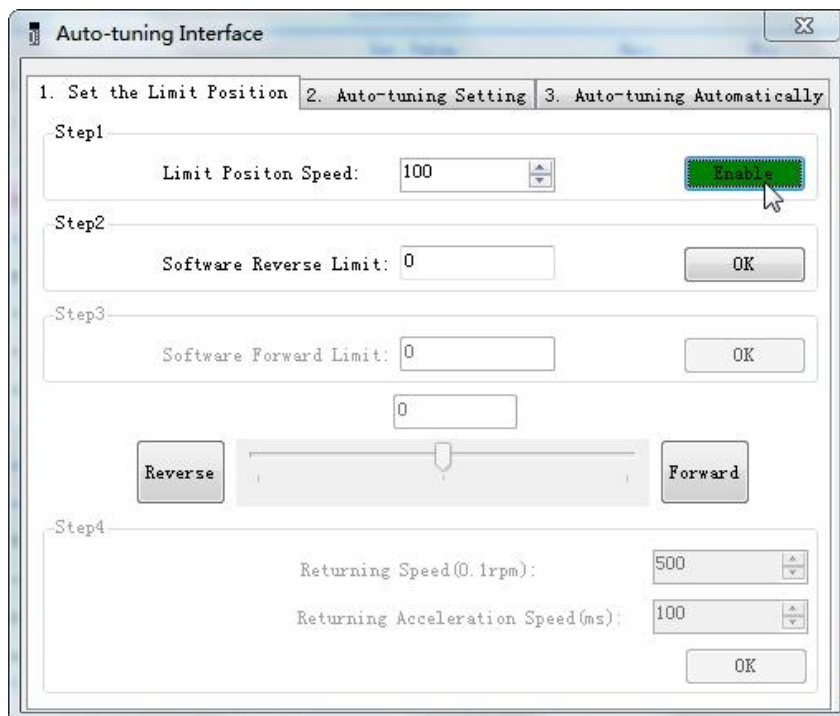 Auto-tuning Interface
1. Set the Limit Position 2. Auto-tuning Setting 3. Auto-tuning Automatically
Step1
Limit Positon Speed: 100 Enable
Step2
Software Reverse Limit: 0 OK
Step3
Software Forward Limit: 0 OK
0
Reverse Forward
Step4
Returning Speed(0.1rpm): 500
Returning Acceleration Speed(ms): 100
OK